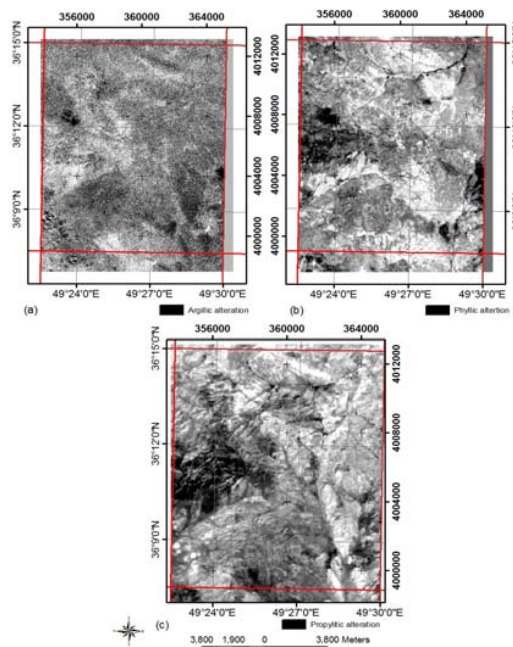 356000 360000 364000
36°15'0"N
36°12'0"N
36°9'0"N
4012000
4008000
4004000
4000000
49°24'0"E 49°27'0"E 49°30'0"E
(a) Argillic alteration
356000 360000 364000
4012000
4008000
4004000
4000000
49°24'0"E 49°27'0"E 49°30'0"E
(b) Phyllic altertion
356000 360000 364000
36°15'0"N
36°12'0"N
36°9'0"N
4012000
4008000
4004000
4000000
49°24'0"E 49°27'0"E 49°30'0"E
(c) Propylitic alteration
3,800 1,900 0 3,800 Meters